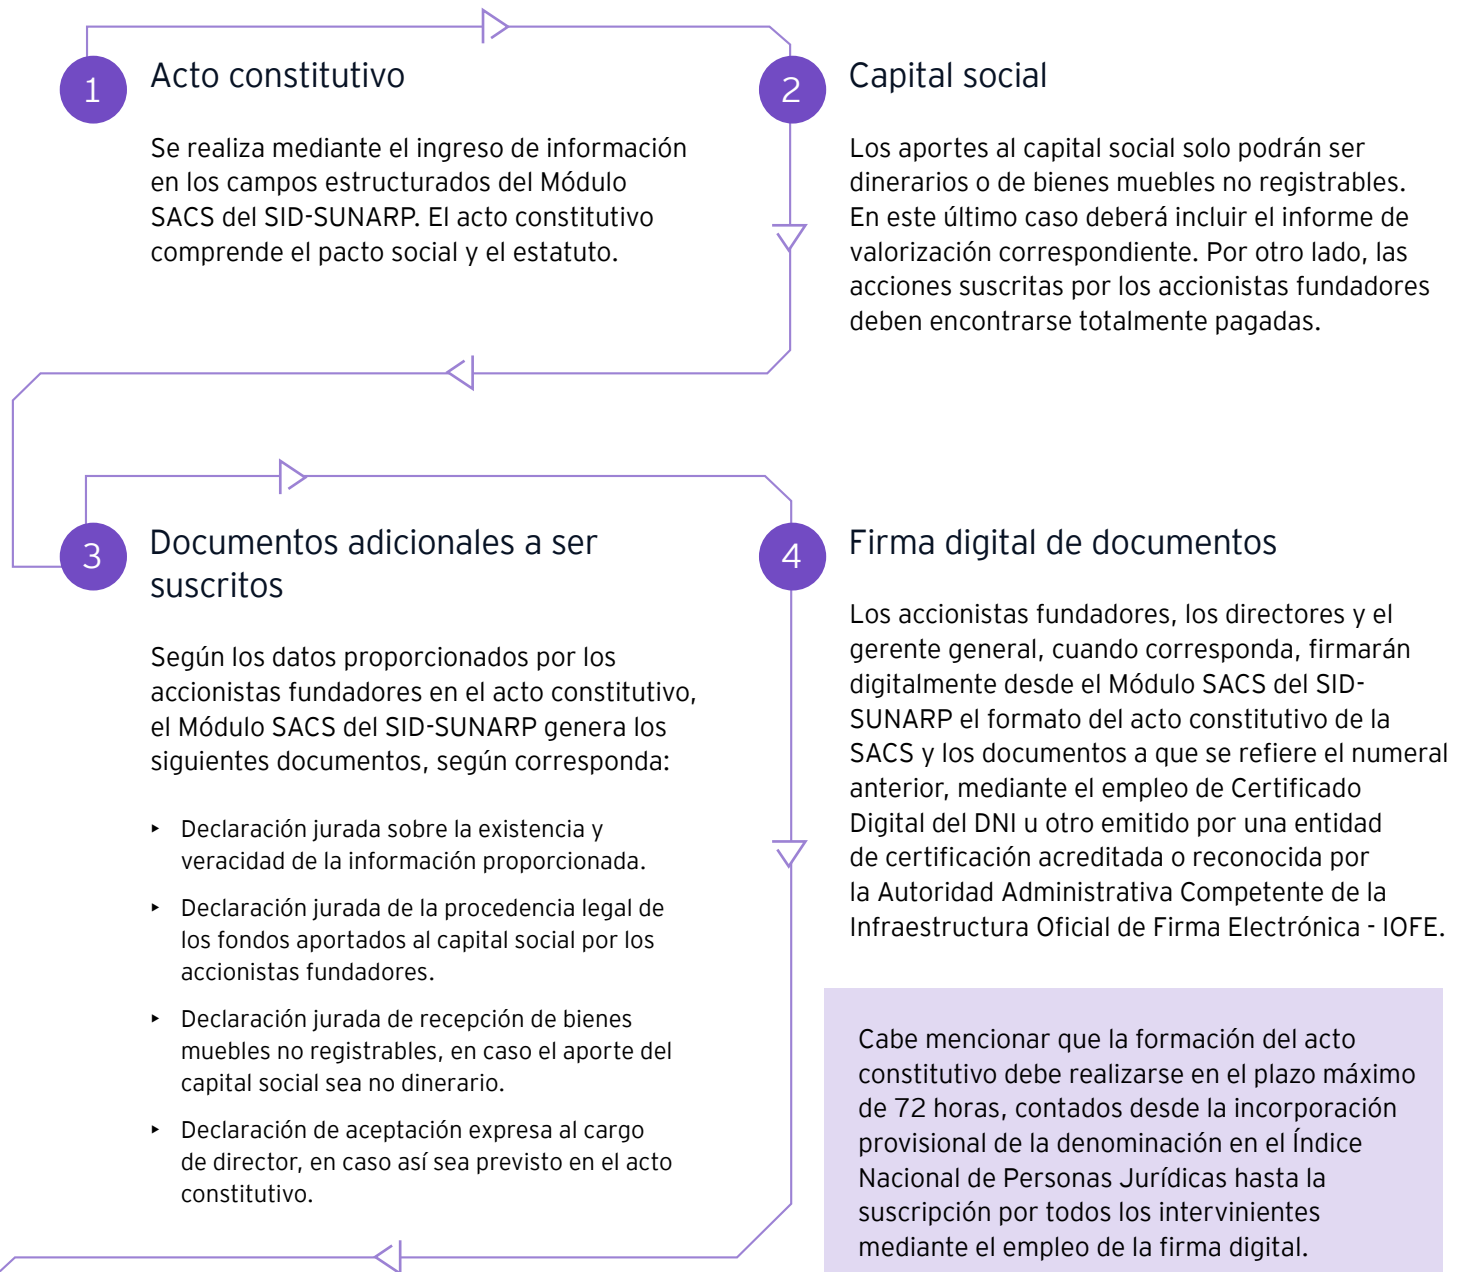 1
Acto constitutivo
Se realiza mediante el ingreso de información
en los campos estructurados del Módulo
SACS del SID-SUNARP. El acto constitutivo
comprende el pacto social y el estatuto.
2
Capital social
Los aportes al capital social solo podrán ser
dinerarios o de bienes muebles no registrables.
En este último caso deberá incluir el informe de
valorización correspondiente. Por otro lado, las
acciones suscritas por los accionistas fundadores
deben encontrarse totalmente pagadas.
3
Documentos adicionales a ser
suscritos
Según los datos proporcionados por los
accionistas fundadores en el acto constitutivo,
el Módulo SACS del SID-SUNARP genera los
siguientes documentos, según corresponda:
‣ Declaración jurada sobre la existencia y
veracidad de la información proporcionada.
‣ Declaración jurada de la procedencia legal de
los fondos aportados al capital social por los
accionistas fundadores.
‣ Declaración jurada de recepción de bienes
muebles no registrables, en caso el aporte del
capital social sea no dinerario.
‣ Declaración de aceptación expresa al cargo
de director, en caso así sea previsto en el acto
constitutivo.
4
Firma digital de documentos
Los accionistas fundadores, los directores y el
gerente general, cuando corresponda, firmarán
digitalmente desde el Módulo SACS del SID-
SUNARP el formato del acto constitutivo de la
SACS y los documentos a que se refiere el numeral
anterior, mediante el empleo de Certificado
Digital del DNI u otro emitido por una entidad
de certificación acreditada o reconocida por
la Autoridad Administrativa Competente de la
Infraestructura Oficial de Firma Electrónica - IOFE.
Cabe mencionar que la formación del acto
constitutivo debe realizarse en el plazo máximo
de 72 horas, contados desde la incorporación
provisional de la denominación en el Índice
Nacional de Personas Jurídicas hasta la
suscripción por todos los intervinientes
mediante el empleo de la firma digital.